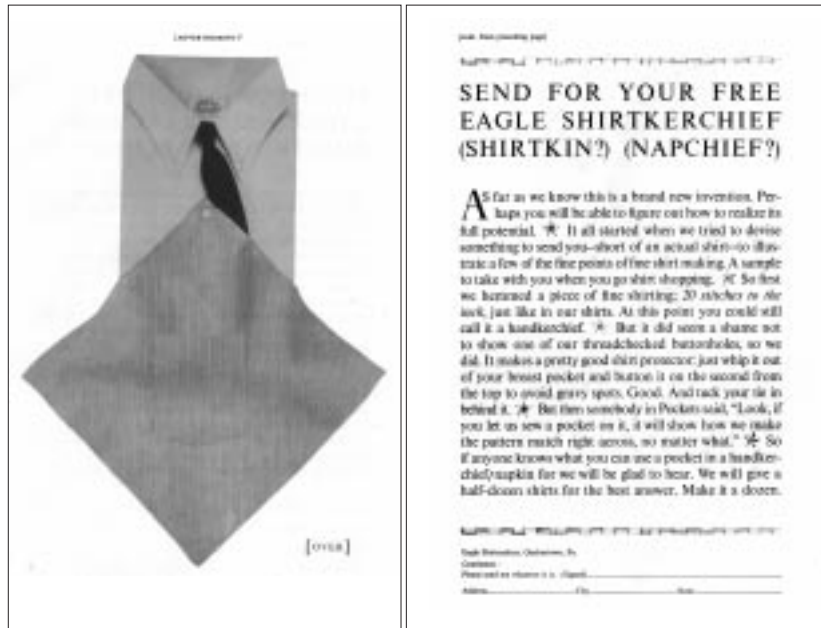 [OVER]
SEND FOR YOUR FREE
EAGLE SHIRTKERCHIEF
(SHIRTKIN?) (NAPCHIEF?)
AS far as we know this is a brand new invention. Per-
haps you will be able to figure out how to realize its
full potential. ★ It all started when we tried to devise
something to send you–short of an actual shirt–to illus-
trate a few of the fine points of fine shirt making. A sample
to take with you when you go shirt shopping. ★ So first
we hemmed a piece of fine shirting; 20 stitches to the
inch, just like in our shirts. At this point you could still
call it a handkerchief. ★ But it did seem a shame not
to show one of our threadchecked buttonholes, so we
did. It makes a pretty good shirt protector: just whip it out
of your breast pocket and button it on the second from
the top to avoid gravy spots. Good. And tuck your tie in
behind it. ★ But then somebody in Pockets said, "Look, if
you let us sew a pocket on it, it will show how we make
the pattern match right across, no matter what." ★ So
if anyone knows what you can use a pocket in a handker-
chief/napkin for we will be glad to hear. We will give a
half-dozen shirts for the best answer. Make it a dozen.
Eagle Shirtmakers, Quakertown, Pa.
Gentlemen:
Please send me whatever it is. (Signed)
Address City State